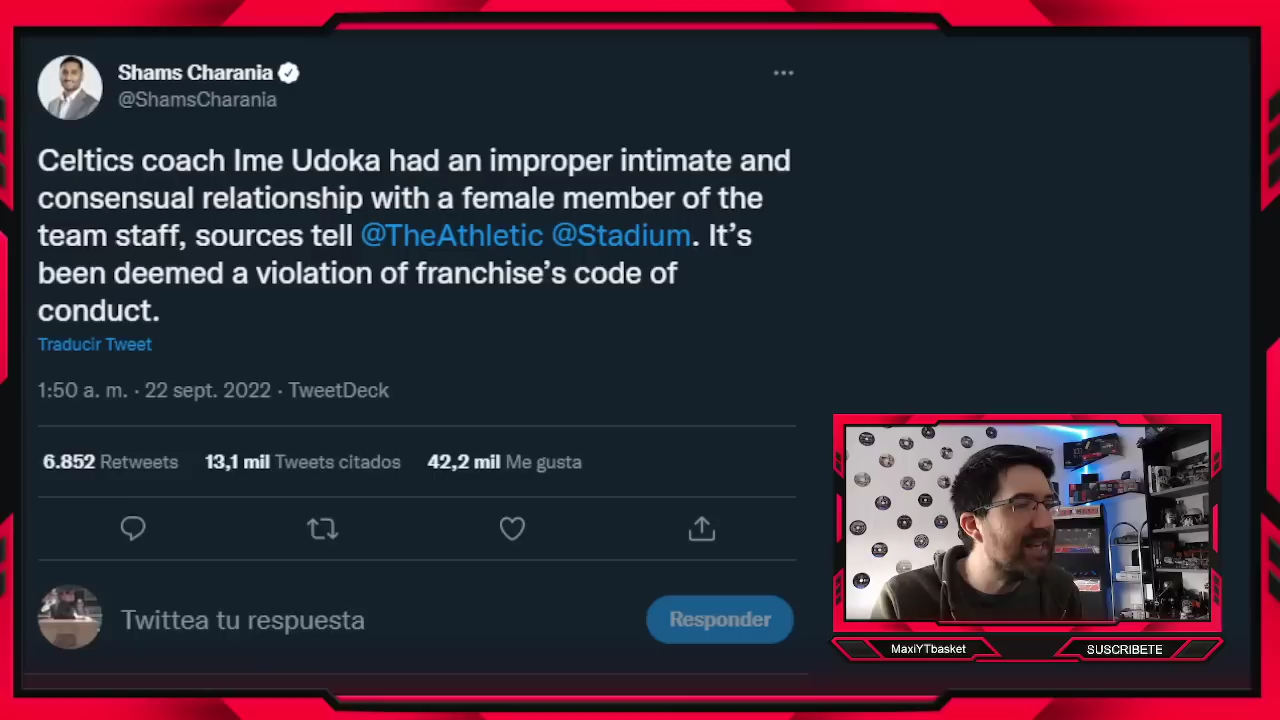 Shams Charania
@ShamsCharania
Celtics coach Ime Udoka had an improper intimate and
consensual relationship with a female member of the
team staff, sources tell @TheAthletic @Stadium. It’s
been deemed a violation of franchise’s code of
conduct.
Traducir Tweet
1:50 a. m. · 22 sept. 2022 · TweetDeck
6.852 Retweets 13,1 mil Tweets citados 42,2 mil Me gusta
Twittea tu respuesta
Responder
MaxiYTbasket
SUSCRIBETE